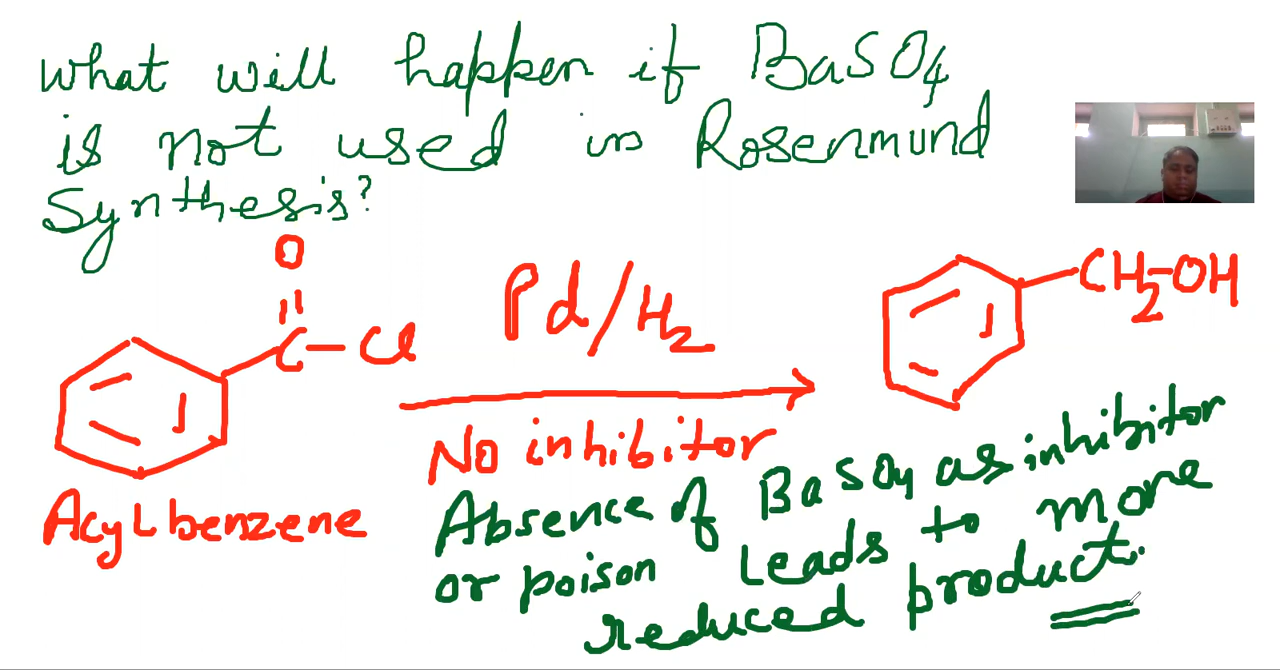 what will happen if BaSO4
is not used in Rosenmund
Synthesis?
O
C-Cl
Pd/H2
CH2-OH
No inhibitor
Acyl benzene
Absence of BaSO4 as inhibitor
or poison Leads to more
reduced product.